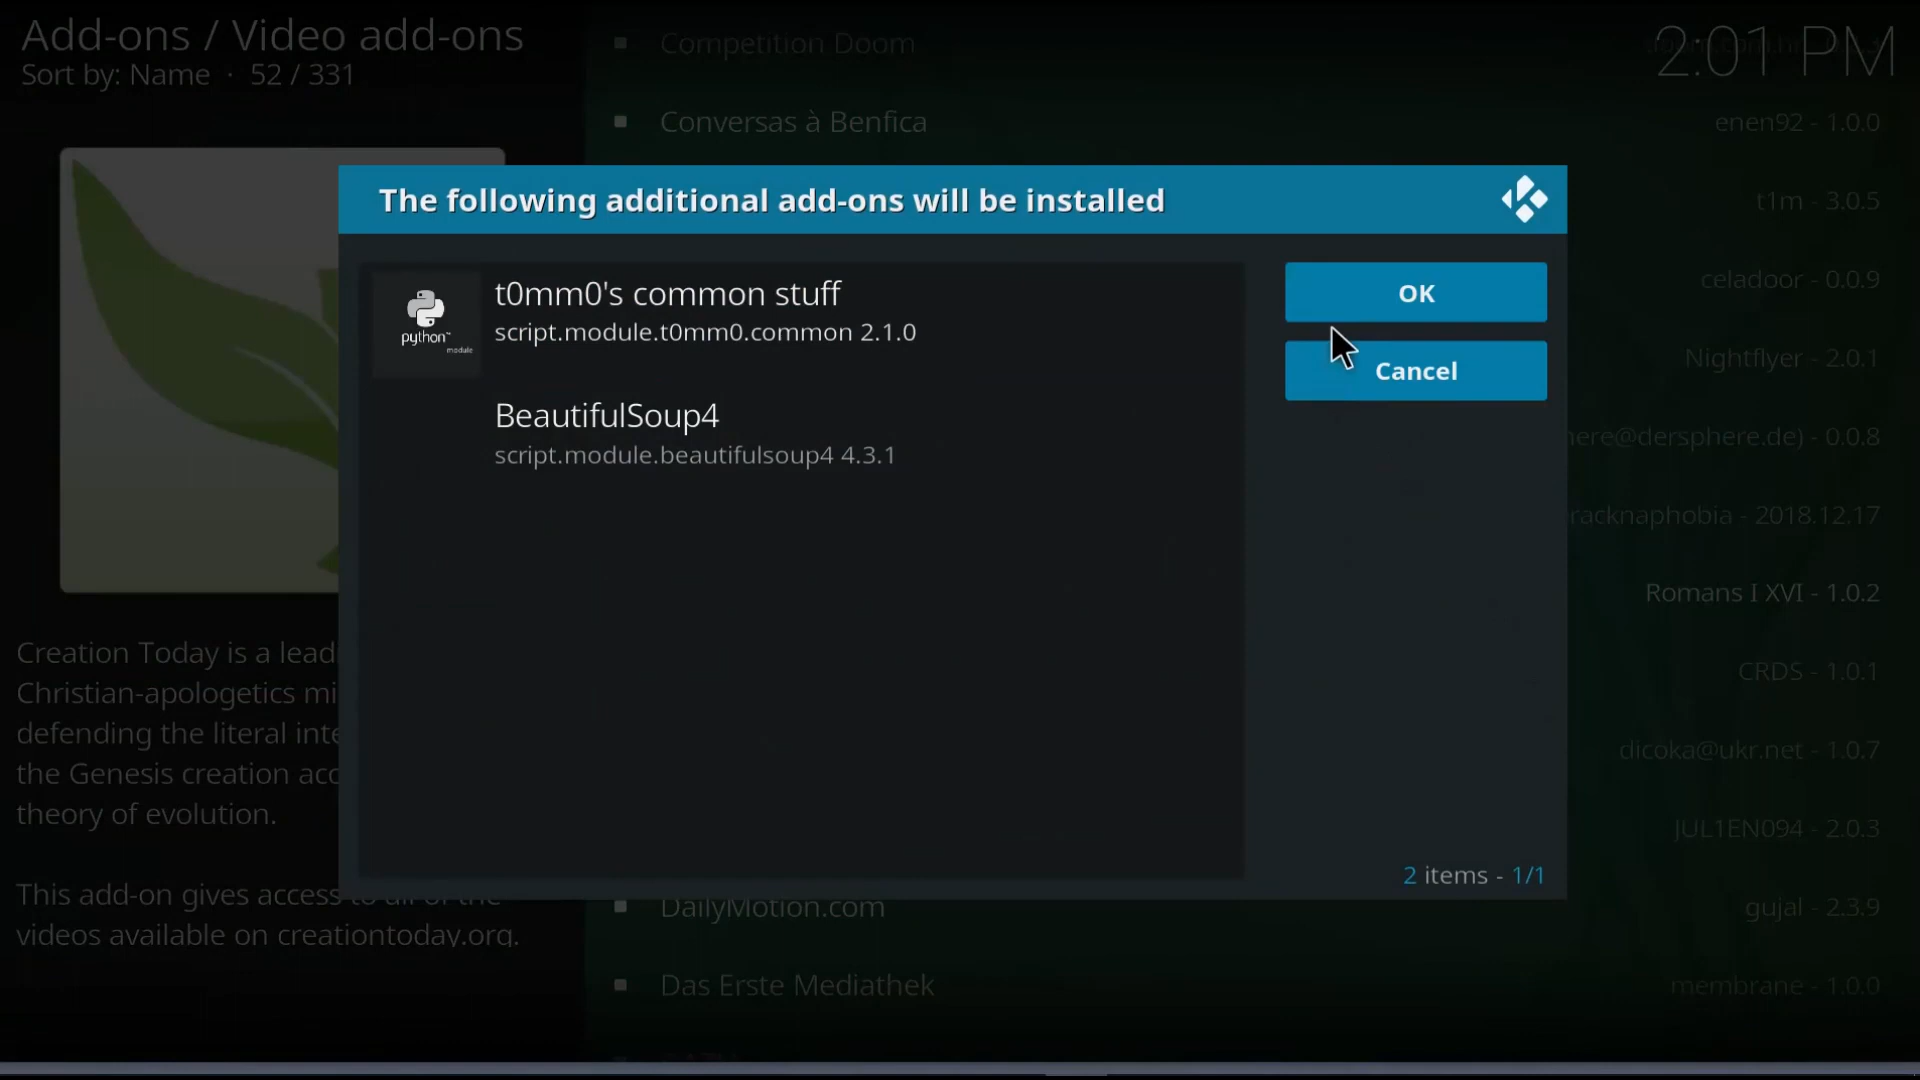 Add-ons / Video add-ons
Sort by: Name · 52 / 331
2:01 PM
Competition Doom
Conversas à Benfica
enen92 - 1.0.0
t1m - 3.0.5
celadoor - 0.0.9
Nightflyer - 2.0.1
here@dersphere.de) - 0.0.8
racknaphobia - 2018.12.17
Romans I XVI - 1.0.2
CRDS - 1.0.1
dicoka@ukr.net - 1.0.7
JUL1EN094 - 2.0.3
gujal - 2.3.9
membrane - 1.0.0
The following additional add-ons will be installed
python™
module
t0mm0's common stuff
script.module.t0mm0.common 2.1.0
BeautifulSoup4
script.module.beautifulsoup4 4.3.1
OK
Cancel
2 items - 1/1
Creation Today is a lead
Christian-apologetics mi
defending the literal inte
the Genesis creation acc
theory of evolution.
This add-on gives access to all of the
videos available on creationtoday.org.
DailyMotion.com
Das Erste Mediathek